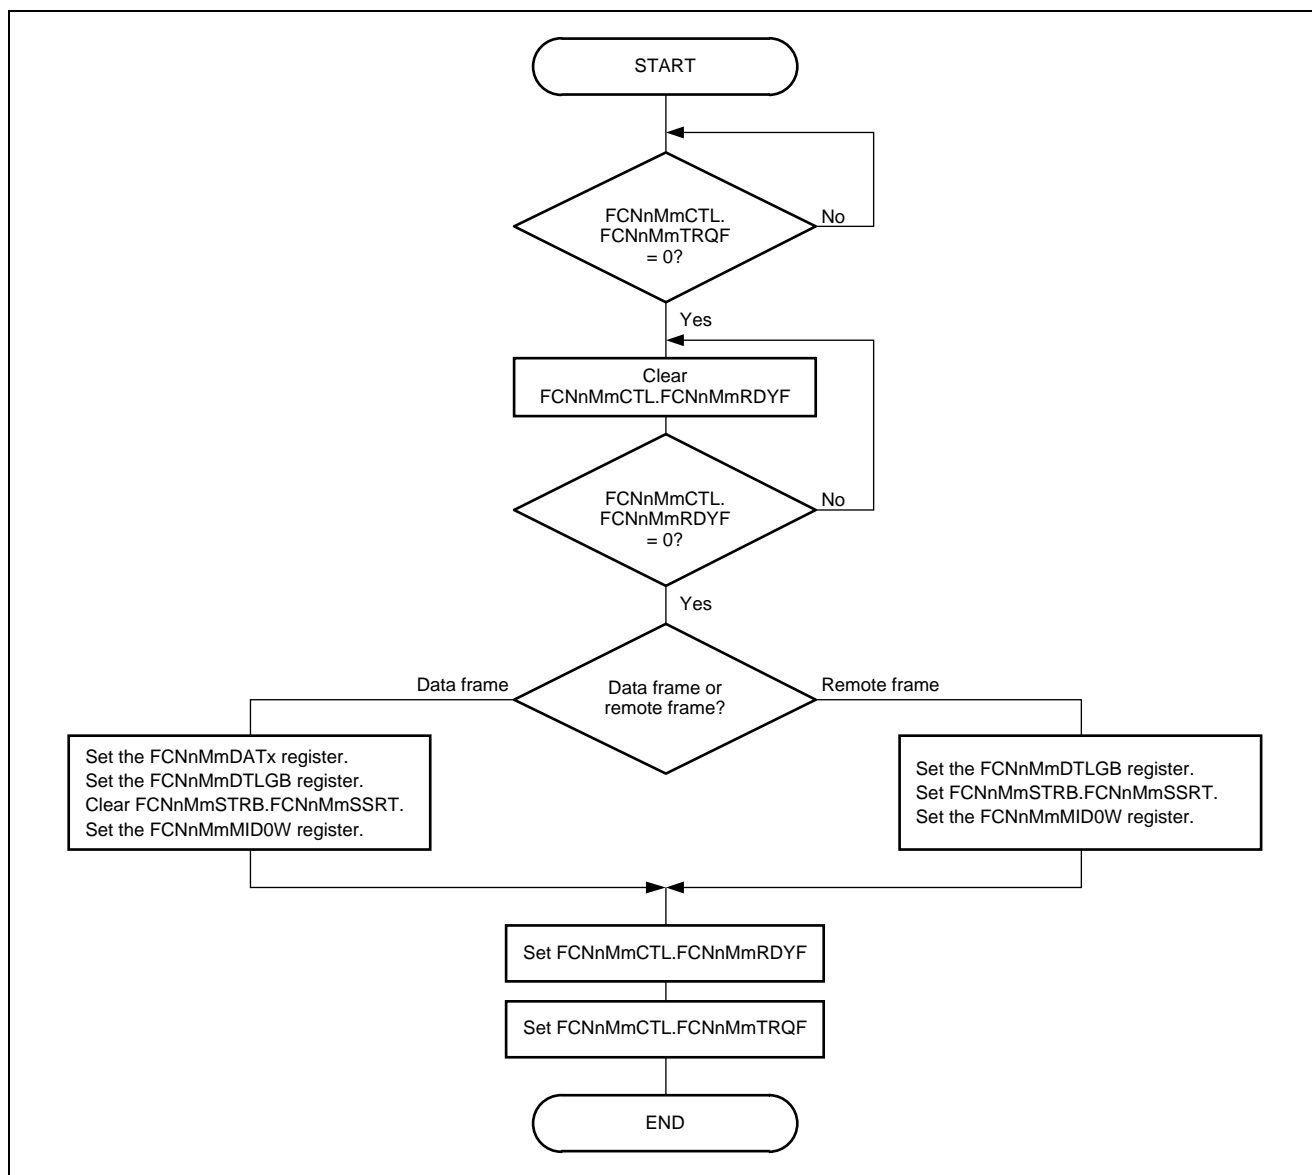 START
FCNnMmCTL.
FCNnMmTRQF
= 0?
No
Yes
Clear
FCNnMmCTL.FCNnMmRDYF
FCNnMmCTL.
FCNnMmRDYF
= 0?
No
Yes
Data frame
Data frame or
remote frame?
Remote frame
Set the FCNnMmDATx register.
Set the FCNnMmDTLGB register.
Clear FCNnMmSTRB.FCNnMmSSRT.
Set the FCNnMmMID0W register.
Set the FCNnMmDTLGB register.
Set FCNnMmSTRB.FCNnMmSSRT.
Set the FCNnMmMID0W register.
Set FCNnMmCTL.FCNnMmRDYF
Set FCNnMmCTL.FCNnMmTRQF
END